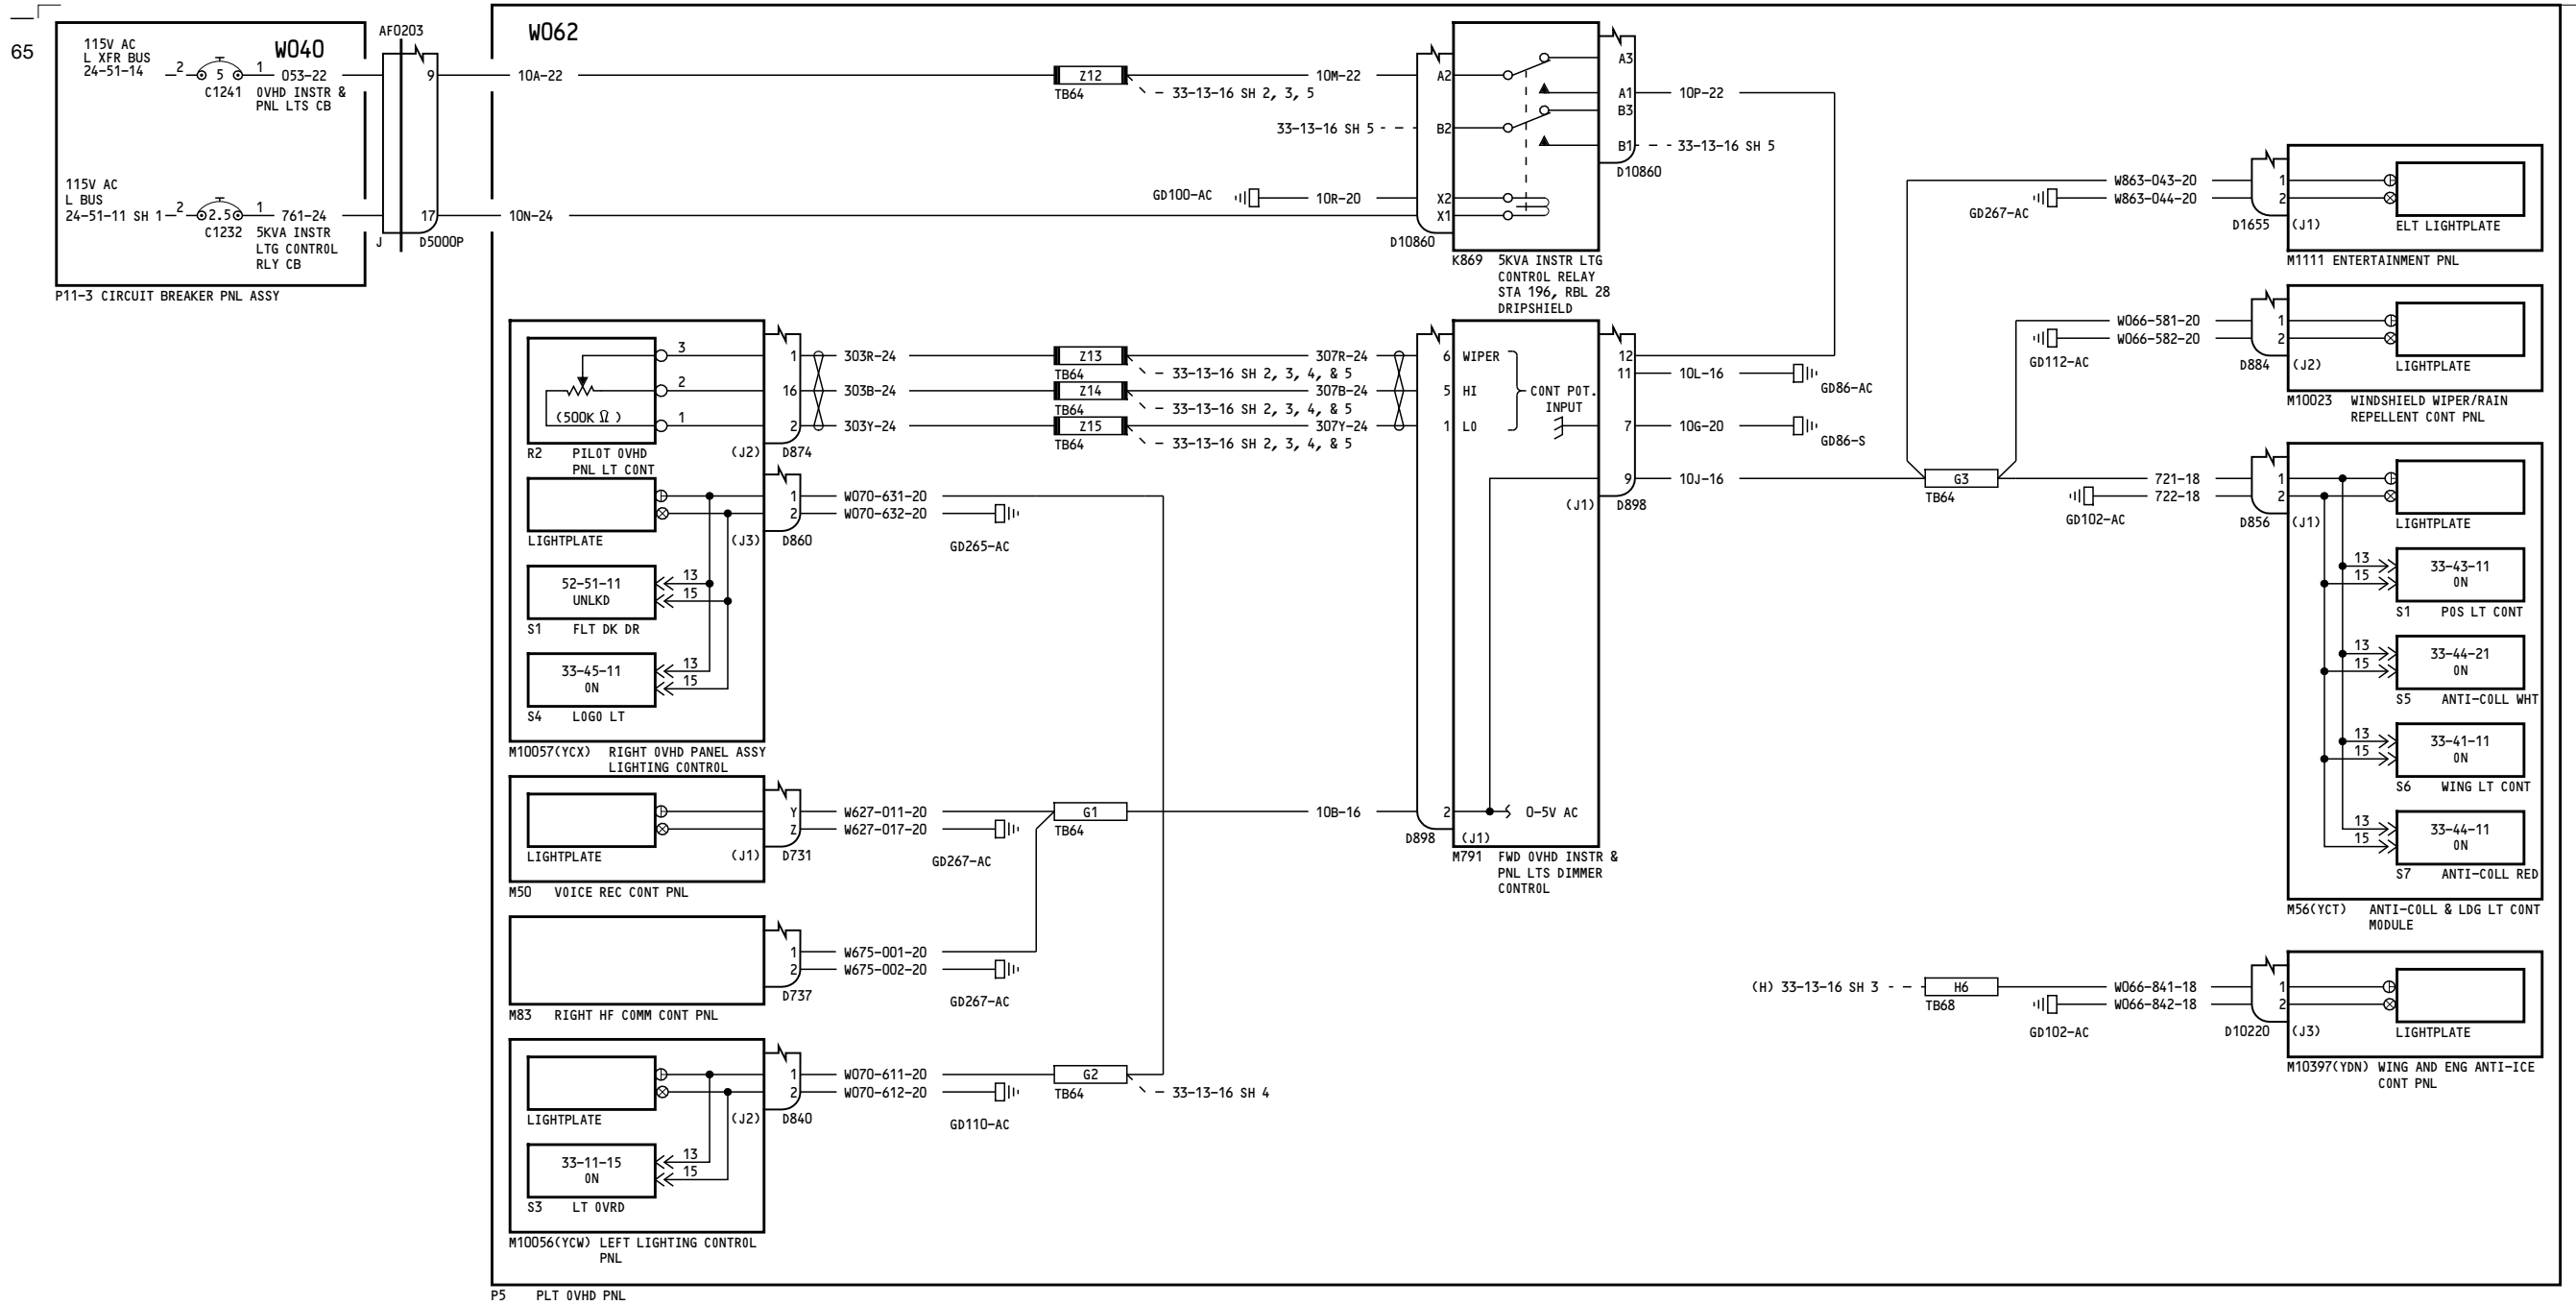 65
W040
115V AC
L XFR BUS
24-51-14
2
5
1
053-22
C1241
OVHD INSTR &
PNL LTS CB
115V AC
L BUS
24-51-11 SH 1
2
2.5
1
761-24
C1232
5KVA INSTR
LTG CONTROL
RLY CB
P11-3 CIRCUIT BREAKER PNL ASSY
AF0203
9
17
J
D5000P
W062
10A-22
Z12
TB64
33-13-16 SH 2, 3, 5
10M-22
A2
33-13-16 SH 5
B2
GD100-AC
10R-20
X2
10N-24
X1
D10860
A3
A1
10P-22
B3
B1
33-13-16 SH 5
D10860
K869
5KVA INSTR LTG
CONTROL RELAY
STA 196, RBL 28
DRIPSHIELD
(500K Ω)
3
2
1
R2
PILOT OVHD
PNL LT CONT
(J2)
1
16
2
D874
303R-24
303B-24
303Y-24
Z13
TB64
33-13-16 SH 2, 3, 4, & 5
Z14
TB64
33-13-16 SH 2, 3, 4, & 5
Z15
TB64
33-13-16 SH 2, 3, 4, & 5
307R-24
307B-24
307Y-24
6
WIPER
5
HI
1
LO
CONT POT.
INPUT
12
11
10L-16
GD86-AC
7
10G-20
GD86-S
9
10J-16
(J1)
D898
LIGHTPLATE
1
2
(J3)
D860
W070-631-20
W070-632-20
GD265-AC
52-51-11
UNLKD
13
15
S1
FLT DK DR
33-45-11
ON
13
15
S4
LOGO LT
M10057(YCX)
RIGHT OVHD PANEL ASSY
LIGHTING CONTROL
LIGHTPLATE
Y
Z
(J1)
D731
W627-011-20
W627-017-20
GD267-AC
G1
TB64
10B-16
2
0-5V AC
D898
(J1)
M791
FWD OVHD INSTR &
PNL LTS DIMMER
CONTROL
M50
VOICE REC CONT PNL
1
2
D737
W675-001-20
W675-002-20
GD267-AC
M83
RIGHT HF COMM CONT PNL
LIGHTPLATE
1
2
(J2)
D840
W070-611-20
W070-612-20
GD110-AC
G2
TB64
33-13-16 SH 4
33-11-15
ON
13
15
S3
LT OVRD
M10056(YCW)
LEFT LIGHTING CONTROL
PNL
W863-043-20
W863-044-20
GD267-AC
1
2
D1655
(J1)
ELT LIGHTPLATE
M1111 ENTERTAINMENT PNL
W066-581-20
W066-582-20
GD112-AC
1
2
D884
(J2)
LIGHTPLATE
M10023
WINDSHIELD WIPER/RAIN
REPELLENT CONT PNL
G3
TB64
721-18
722-18
GD102-AC
1
2
D856
(J1)
LIGHTPLATE
13
15
33-43-11
ON
S1
POS LT CONT
13
15
33-44-21
ON
S5
ANTI-COLL WHT
13
15
33-41-11
ON
S6
WING LT CONT
13
15
33-44-11
ON
S7
ANTI-COLL RED
M56(YCT)
ANTI-COLL & LDG LT CONT
MODULE
(H) 33-13-16 SH 3
H6
TB68
W066-841-18
W066-842-18
GD102-AC
1
2
D10220
(J3)
LIGHTPLATE
M10397(YDN)
WING AND ENG ANTI-ICE
CONT PNL
P5
PLT OVHD PNL